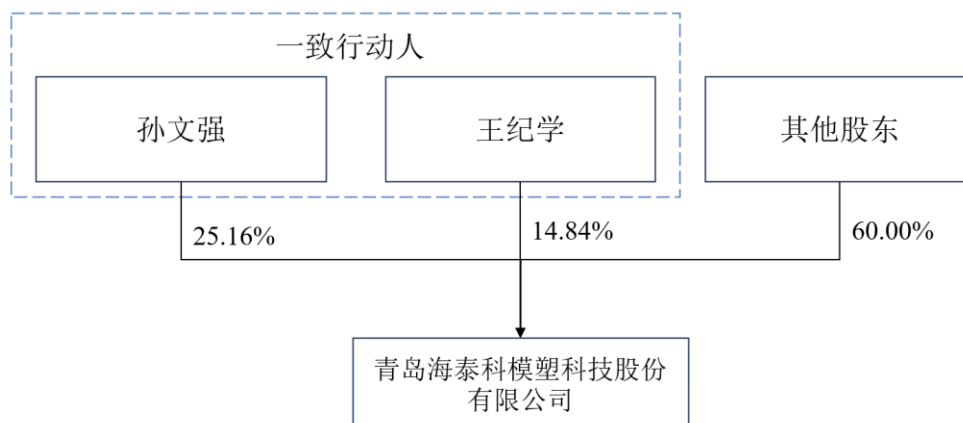 一致行动人
孙文强
王纪学
其他股东
25.16%
14.84%
60.00%
青岛海泰科模塑科技股份
有限公司